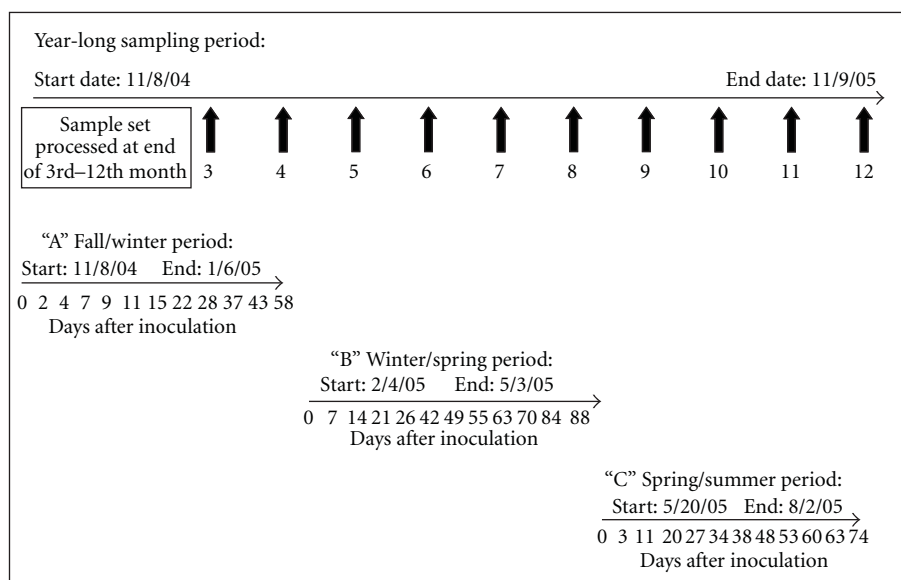 Year-long sampling period:
Start date: 11/8/04 End date: 11/9/05
Sample set
processed at end
of 3rd–12th month
3 4 5 6 7 8 9 10 11 12
"A" Fall/winter period:
Start: 11/8/04 End: 1/6/05
0 2 4 7 9 11 15 22 28 37 43 58
Days after inoculation
"B" Winter/spring period:
Start: 2/4/05 End: 5/3/05
0 7 14 21 26 42 49 55 63 70 84 88
Days after inoculation
"C" Spring/summer period:
Start: 5/20/05 End: 8/2/05
0 3 11 20 27 34 38 48 53 60 63 74
Days after inoculation